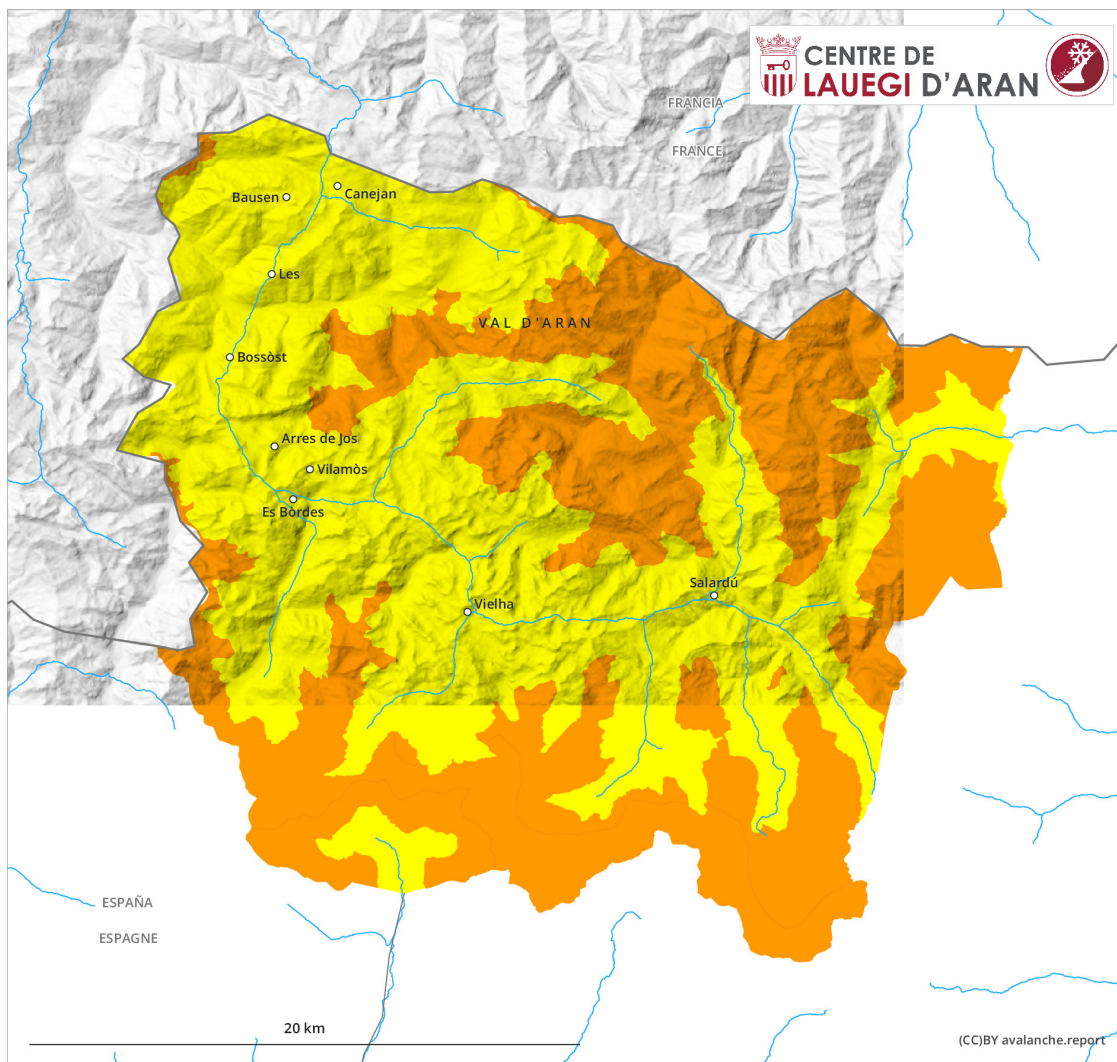 CENTRE DE
LAUEGI D'ARAN
FRANCIA
FRANCE
Bausen
Canejan
Les
VAL D'ARAN
Bossòst
Arres de Jos
Vilamòs
Es Bòrdes
Salardú
Vielha
ESPAÑA
ESPAGNE
20 km
(CC)BY avalanche.report